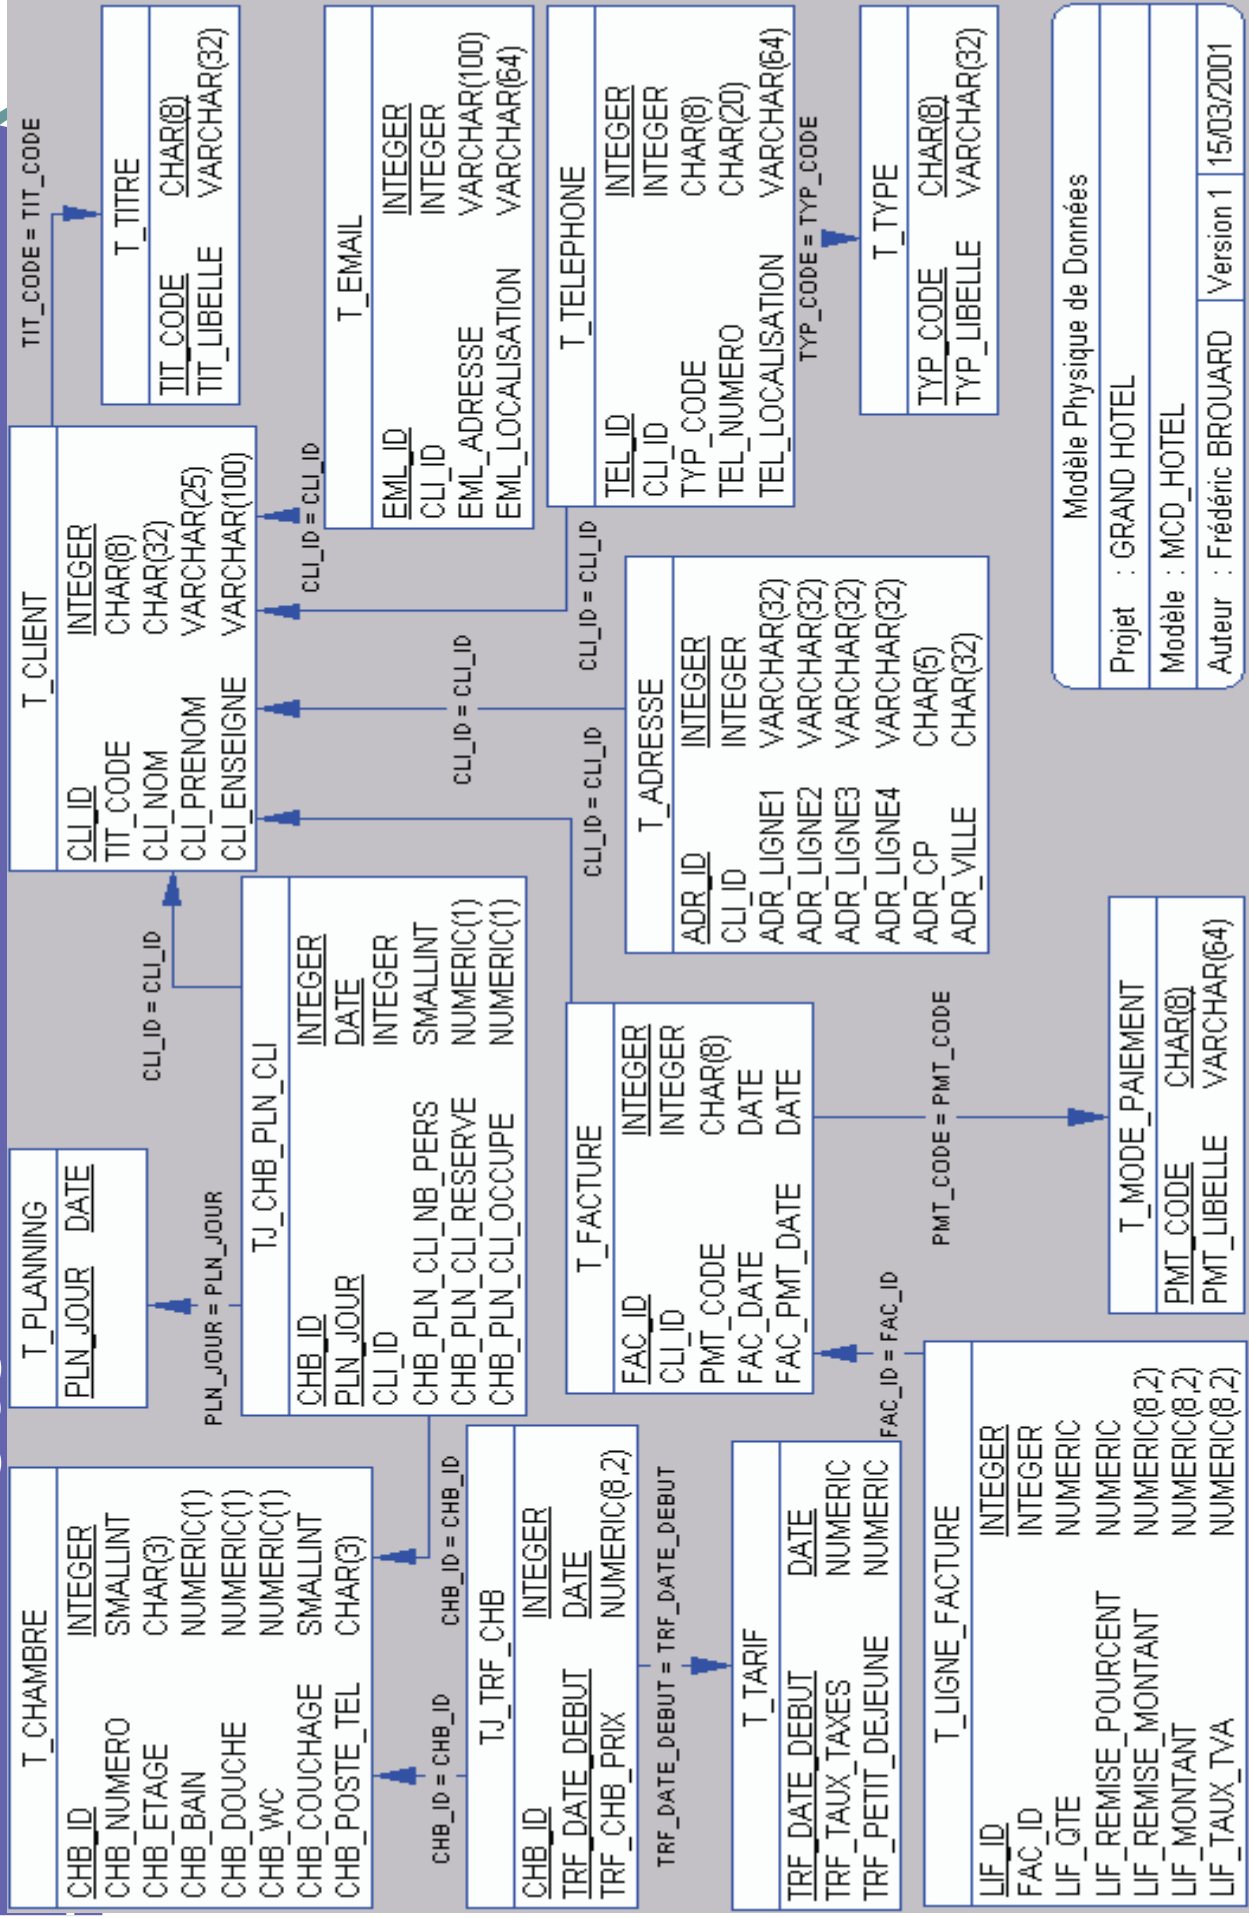 T_CHAMBRE
CHB_ID INTEGER
CHB_NUMERO SMALLINT
CHB_ETAGE CHAR(3)
CHB_BAIN NUMERIC(1)
CHB_DOUCHE NUMERIC(1)
CHB_WC NUMERIC(1)
CHB_COUCHAGE SMALLINT
CHB_POSTE_TEL CHAR(3)
T_PLANNING
PLN_JOUR DATE
PLN_JOUR = PLN_JOUR
CLI_ID = CLI_ID
T_CLIENT
CLI_ID INTEGER
TIT_CODE CHAR(8)
CLI_NOM CHAR(32)
CLI_PRENOM VARCHAR(25)
CLI_ENSEIGNE VARCHAR(100)
TIT_CODE = TIT_CODE
T_TITRE
TIT_CODE CHAR(8)
TIT_LIBELLE VARCHAR(32)
TJ_CHB_PLN_CLI
CHB_ID INTEGER
PLN_JOUR DATE
CLI_ID INTEGER
CHB_PLN_CLI_NB_PERS SMALLINT
CHB_PLN_CLI_RESERVE NUMERIC(1)
CHB_PLN_CLI_OCCUPE NUMERIC(1)
CLI_ID = CLI_ID
T_EMAIL
EML_ID INTEGER
CLI_ID INTEGER
EML_ADRESSE VARCHAR(100)
EML_LOCALISATION VARCHAR(64)
CHB_ID = CHB_ID
CHB_ID = CHB_ID
CLI_ID = CLI_ID
TJ_TRF_CHB
CHB_ID INTEGER
TRF_DATE_DEBUT DATE
TRF_CHB_PRIX NUMERIC(8,2)
TRF_DATE_DEBUT = TRF_DATE_DEBUT
T_FACTURE
FAC_ID INTEGER
CLI_ID INTEGER
PMT_CODE CHAR(8)
FAC_DATE DATE
FAC_PMT_DATE DATE
CLI_ID = CLI_ID
CLI_ID = CLI_ID
T_TELEPHONE
TEL_ID INTEGER
CLI_ID INTEGER
TYP_CODE CHAR(8)
TEL_NUMERO CHAR(20)
TEL_LOCALISATION VARCHAR(64)
T_ADRESSE
ADR_ID INTEGER
CLI_ID INTEGER
ADR_LIGNE1 VARCHAR(32)
ADR_LIGNE2 VARCHAR(32)
ADR_LIGNE3 VARCHAR(32)
ADR_LIGNE4 VARCHAR(32)
ADR_CP CHAR(5)
ADR_VILLE CHAR(32)
TYP_CODE = TYP_CODE
T_TYPE
TYP_CODE CHAR(8)
TYP_LIBELLE VARCHAR(32)
T_TARIF
TRF_DATE_DEBUT DATE
TRF_TAUX_TAXES NUMERIC
TRF_PETIT_DEJEUNE NUMERIC
FAC_ID = FAC_ID
PMT_CODE = PMT_CODE
T_LIGNE_FACTURE
LIF_ID INTEGER
FAC_ID INTEGER
LIF_QTE NUMERIC
LIF_REMISE_POURCENT NUMERIC
LIF_REMISE_MONTANT NUMERIC(8,2)
LIF_MONTANT NUMERIC(8,2)
LIF_TAUX_TVA NUMERIC(8,2)
T_MODE_PAIEMENT
PMT_CODE CHAR(8)
PMT_LIBELLE VARCHAR(64)
Modèle Physique de Données
Projet : GRAND HOTEL
Modèle : MCD_HOTEL
Auteur : Frédéric BROUARD Version 1 15/03/2001